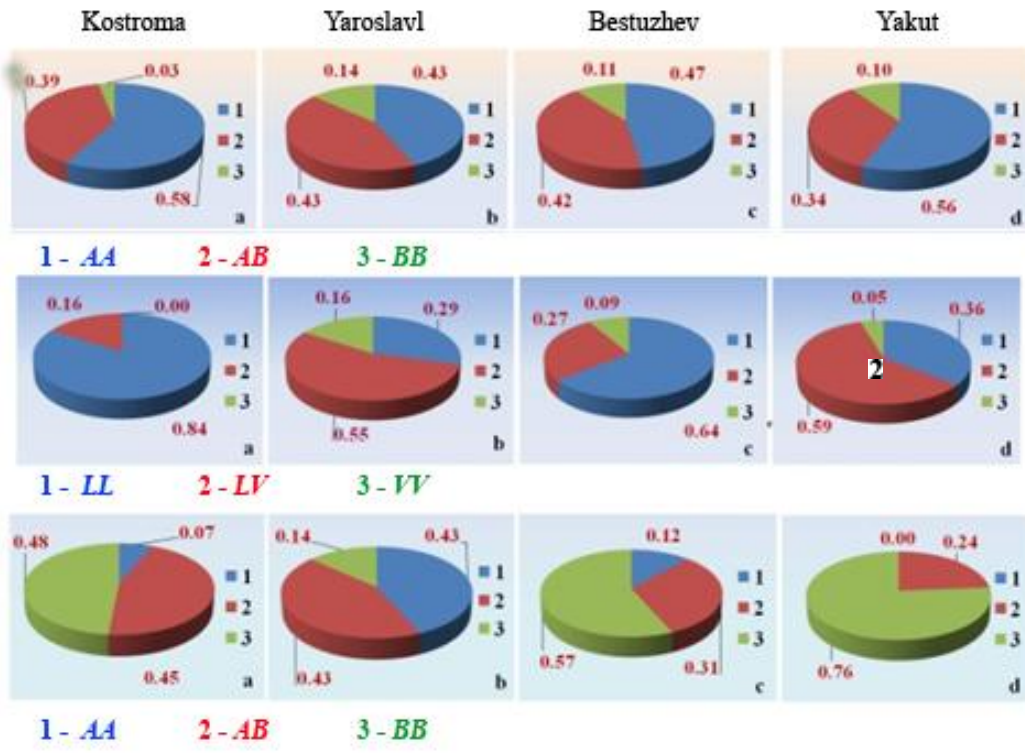 Kostroma Yaroslavl Bestuzhev Yakut
0.39 0.03 0.14 0.43 0.11 0.47 0.10
1 1 1 1
2 2 2 2
3 3 3 3
0.58 0.43 0.42 0.34 0.56
a b c d
1 - AA 2 - AB 3 - BB
0.16 0.00 0.16 0.29 0.27 0.09 0.05 0.36
1 1 1 1
2 2 2 2 2
3 3 3 3
0.84 0.55 0.64 0.59
a b c d
1 - LL 2 - LV 3 - VV
0.48 0.07 0.14 0.43 0.12 0.00 0.24
1 1 1 1
2 2 2 2
3 3 3 3
0.45 0.43 0.57 0.31 0.76
a b c d
1 - AA 2 - AB 3 - BB